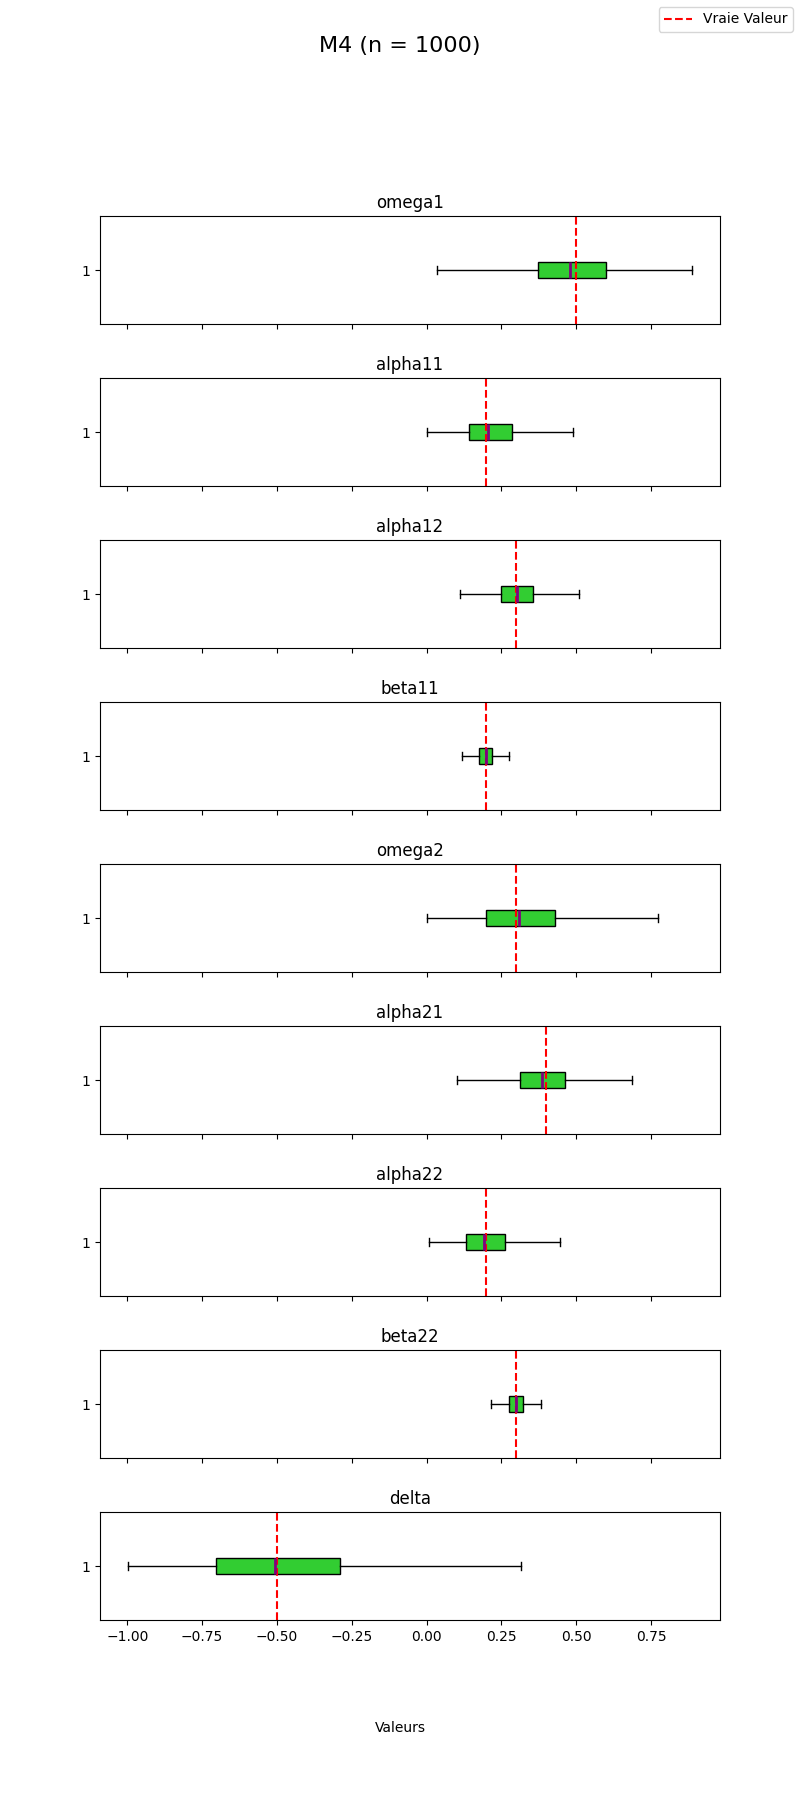 Vraie Valeur
M4 (n = 1000)
omega1
1
alpha11
1
alpha12
1
beta11
1
omega2
1
alpha21
1
alpha22
1
beta22
1
delta
1
−1.00 −0.75 −0.50 −0.25 0.00 0.25 0.50 0.75
Valeurs